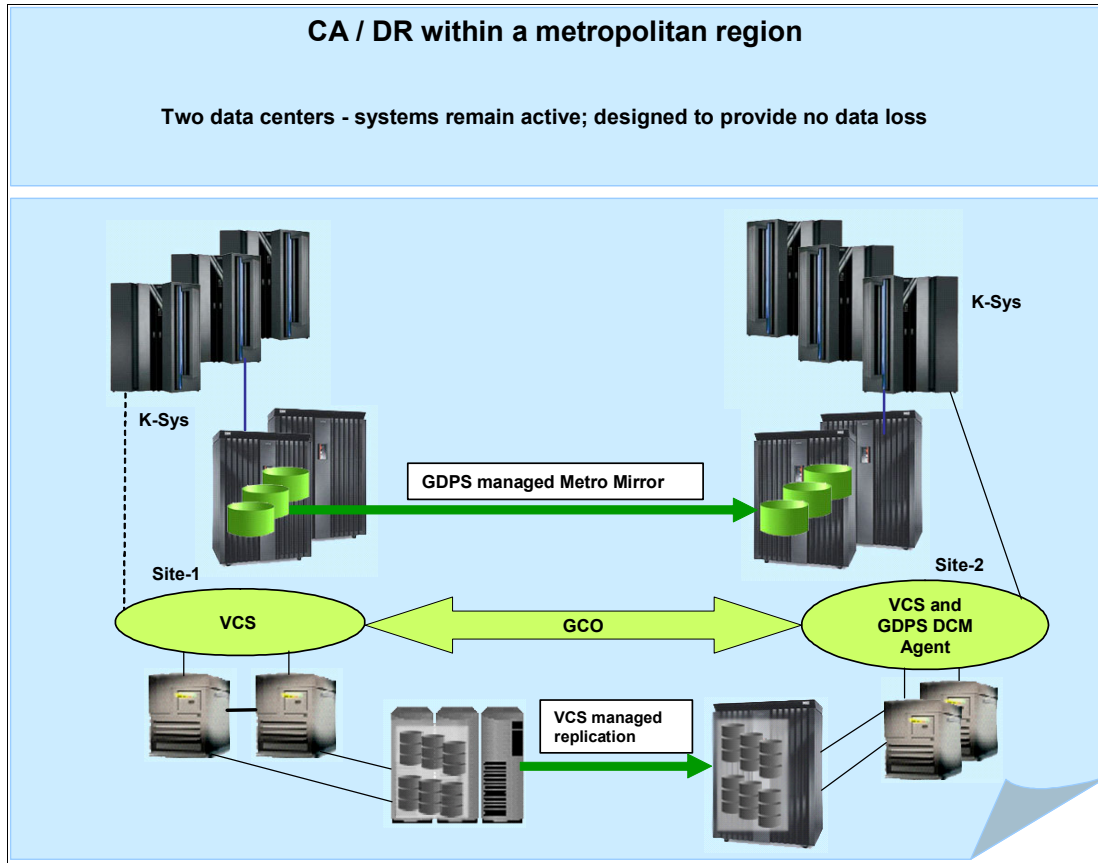 CA / DR within a metropolitan region
Two data centers - systems remain active; designed to provide no data loss
K-Sys
K-Sys
GDPS managed Metro Mirror
Site-1
Site-2
VCS
GCO
VCS and
GDPS DCM
Agent
VCS managed
replication